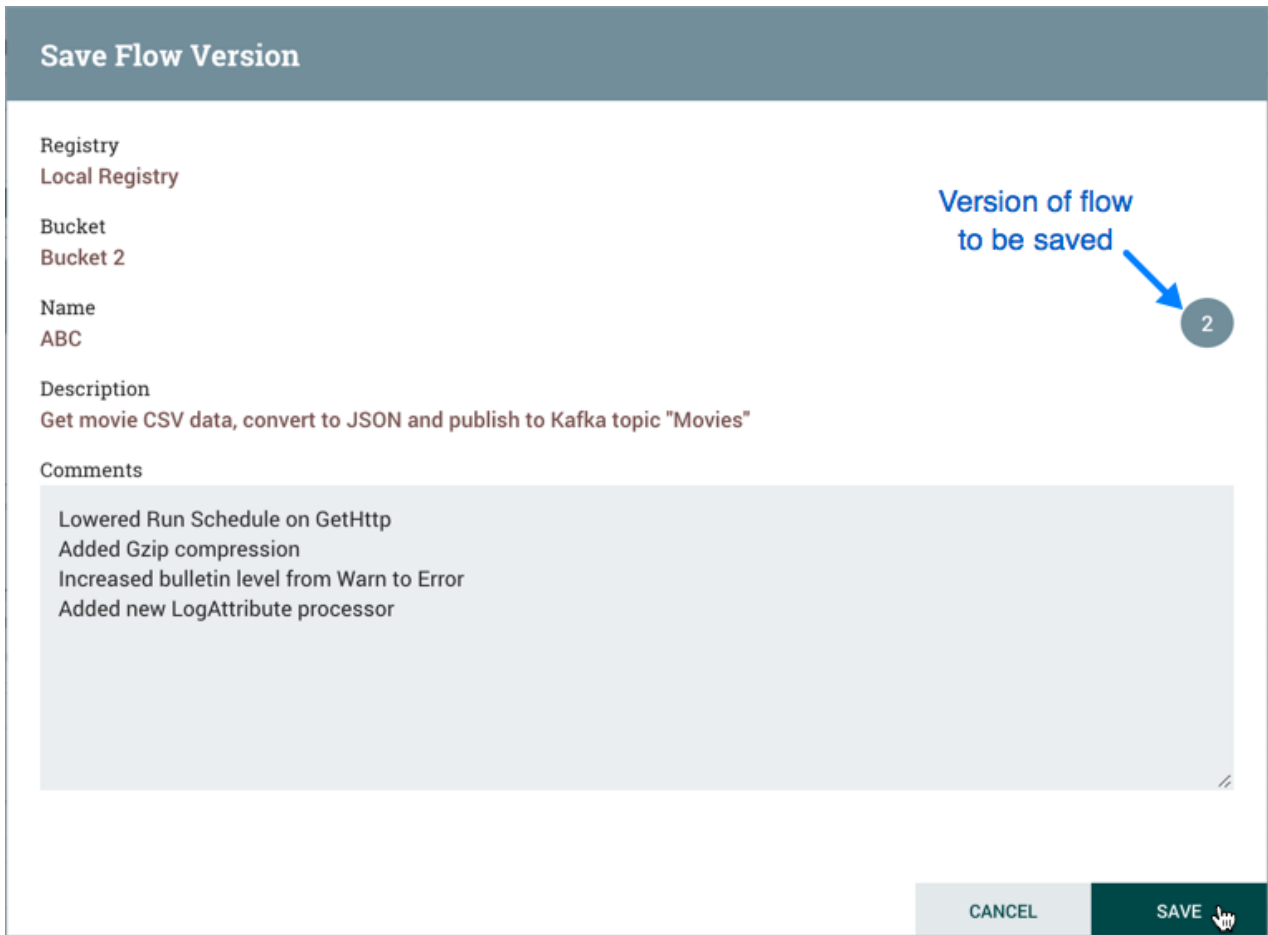 Save Flow Version
Registry
Local Registry
Bucket
Bucket 2
Version of flow
to be saved
Name
ABC
2
Description
Get movie CSV data, convert to JSON and publish to Kafka topic "Movies"
Comments
Lowered Run Schedule on GetHttp
Added Gzip compression
Increased bulletin level from Warn to Error
Added new LogAttribute processor
CANCEL
SAVE